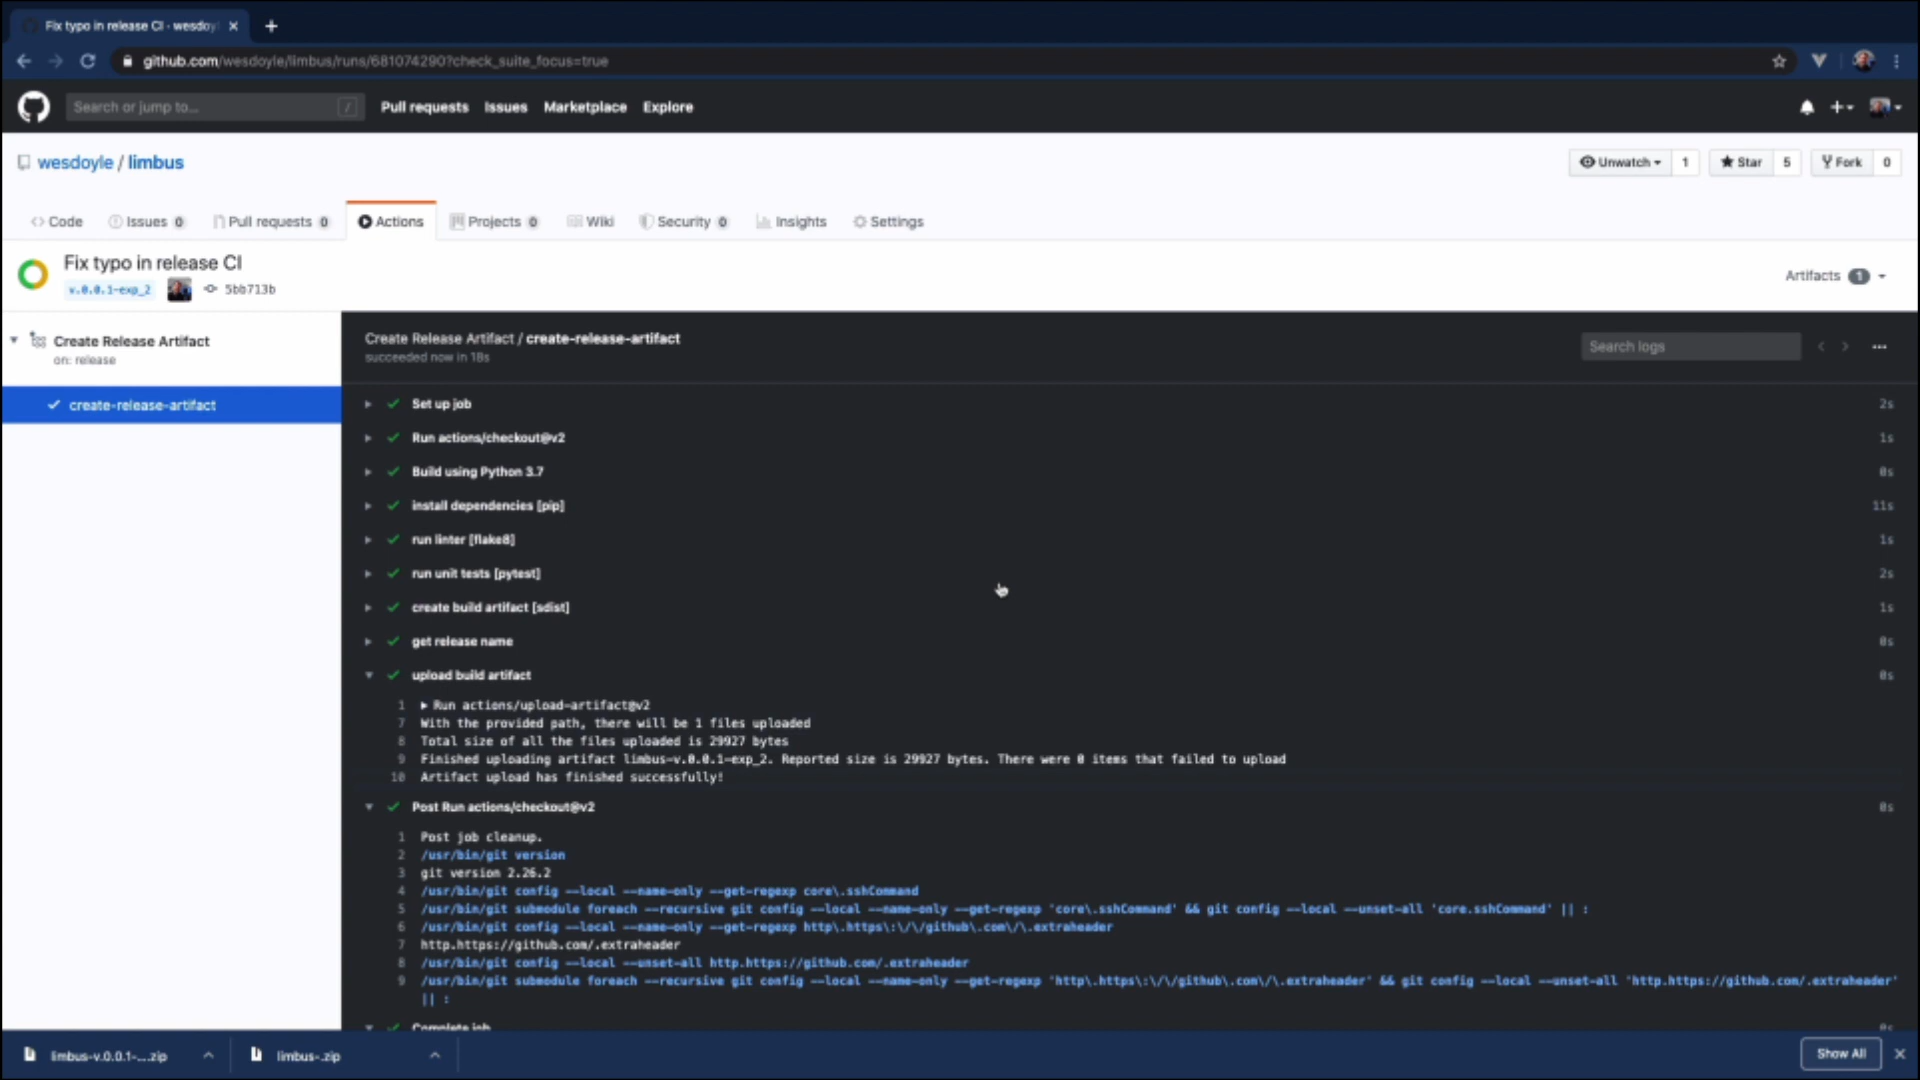 Fix typo in release CI · wesdoy
github.com/wesdoyle/limbus/runs/681074290?check_suite_focus=true
Search or jump to... /
Pull requests Issues Marketplace Explore
wesdoyle / limbus
Unwatch 1 Star 5 Fork 0
<> Code Issues 0 Pull requests 0 Actions Projects 0 Wiki Security 0 Insights Settings
Fix typo in release CI
v.0.0.1-exp_2 5bb713b
Artifacts 1
Create Release Artifact
on: release
create-release-artifact
Create Release Artifact / create-release-artifact
succeeded now in 18s
Search logs
Set up job 2s
Run actions/checkout@v2 1s
Build using Python 3.7 0s
install dependencies [pip] 11s
run linter [flake8] 1s
run unit tests [pytest] 2s
create build artifact [sdist] 1s
get release name 0s
upload build artifact 0s
1 Run actions/upload-artifact@v2
7 With the provided path, there will be 1 files uploaded
8 Total size of all the files uploaded is 29927 bytes
9 Finished uploading artifact limbus-v.0.0.1-exp_2. Reported size is 29927 bytes. There were 0 items that failed to upload
10 Artifact upload has finished successfully!
Post Run actions/checkout@v2 0s
1 Post job cleanup.
2 /usr/bin/git version
3 git version 2.26.2
4 /usr/bin/git config --local --name-only --get-regexp core\.sshCommand
5 /usr/bin/git submodule foreach --recursive git config --local --name-only --get-regexp 'core\.sshCommand' && git config --local --unset-all 'core.sshCommand' || :
6 /usr/bin/git config --local --name-only --get-regexp http\.https\:\/\/github\.com\/\.extraheader
7 http.https://github.com/.extraheader
8 /usr/bin/git config --local --unset-all http.https://github.com/.extraheader
9 /usr/bin/git submodule foreach --recursive git config --local --name-only --get-regexp 'http\.https\:\/\/github\.com\/\.extraheader' && git config --local --unset-all 'http.https://github.com/.extraheader'
|| :
Complete job 0s
limbus-v.0.0.1-....zip
limbus-.zip
Show All